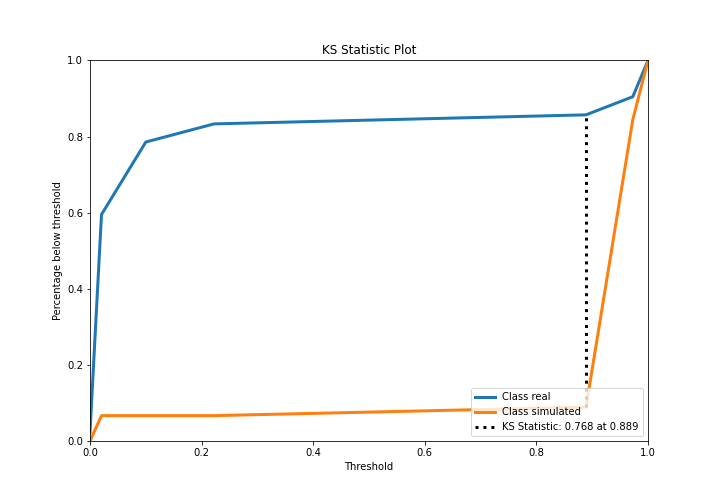 KS Statistic Plot
1.0
0.8
0.6
0.4
0.2
0.0
Percentage below threshold
0.0 0.2 0.4 0.6 0.8 1.0
Threshold
Class real
Class simulated
KS Statistic: 0.768 at 0.889